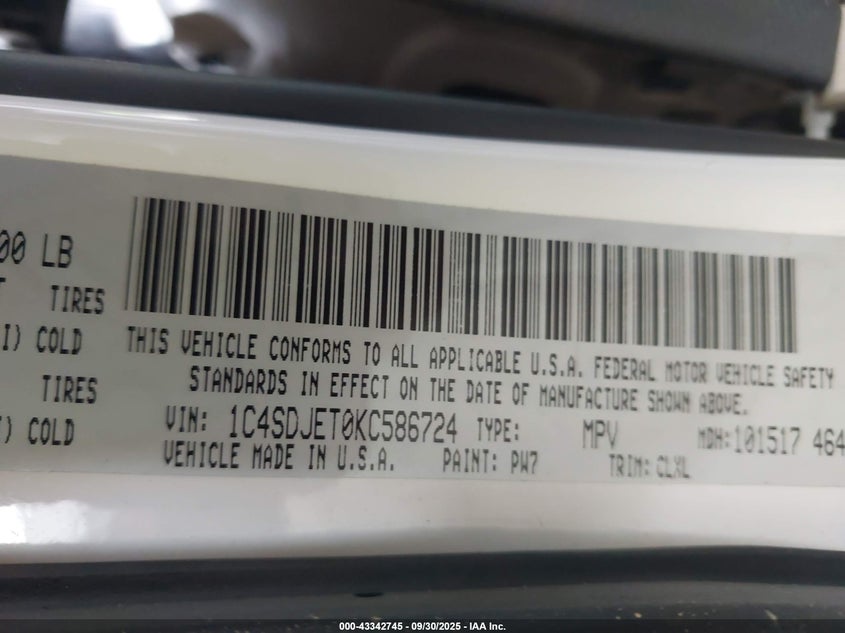 00 LB
TIRES
I) COLD
TIRES
COLD
THIS VEHICLE CONFORMS TO ALL APPLICABLE U.S.A. FEDERAL MOTOR VEHICLE SAFETY
STANDARDS IN EFFECT ON THE DATE OF MANUFACTURE SHOWN ABOVE.
VIN: 1C4SDJET0KC586724 TYPE: MPV MDH:101517 464
VEHICLE MADE IN U.S.A. PAINT: PW7 TRIM: CLXL
000-43342745 - 09/30/2025 - IAA Inc.